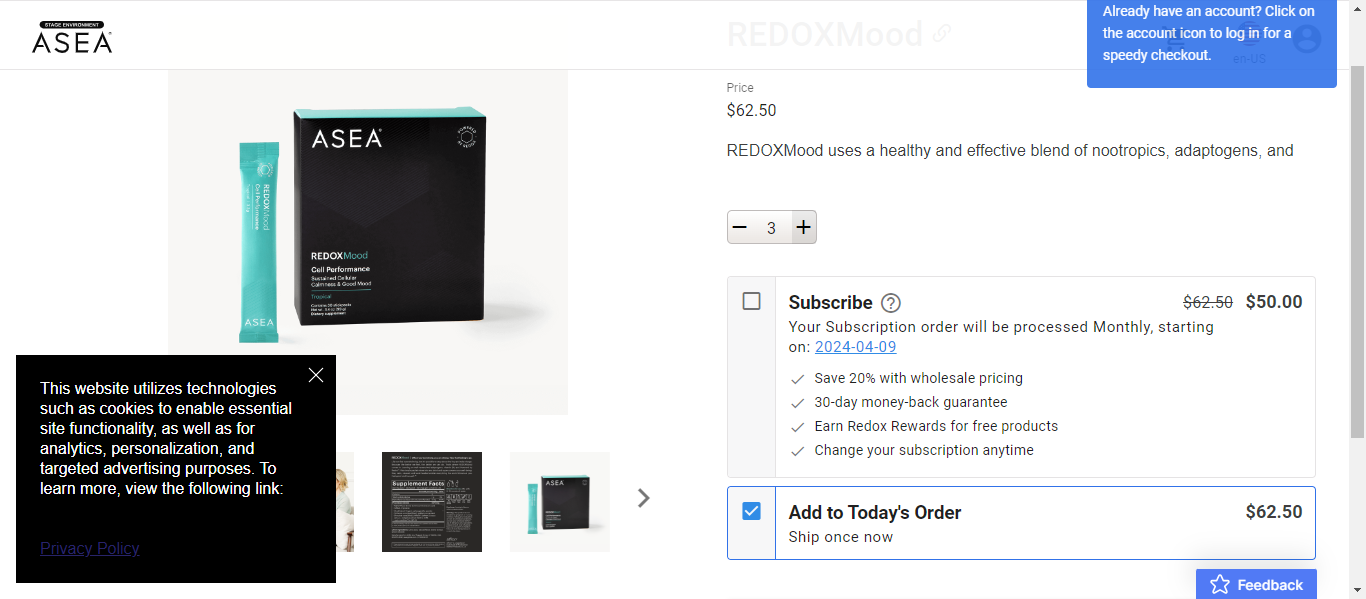 STAGE ENVIRONMENT
ASEA
REDOXMood
Already have an account? Click on
the account icon to log in for a
speedy checkout.
en-US
Price
$62.50
REDOXMood uses a healthy and effective blend of nootropics, adaptogens, and
3
ASEA
REDOXMood
Cell Performance
Sustained Cellular
Calmness & Good Mood
Tropical
Dietary supplement
REDOXMood
Cell Performance
ASEA
Subscribe $62.50 $50.00
Your Subscription order will be processed Monthly, starting
on: 2024-04-09
Save 20% with wholesale pricing
30-day money-back guarantee
Earn Redox Rewards for free products
Change your subscription anytime
Add to Today's Order $62.50
Ship once now
Feedback
This website utilizes technologies
such as cookies to enable essential
site functionality, as well as for
analytics, personalization, and
targeted advertising purposes. To
learn more, view the following link:
Privacy Policy
Supplement Facts
ASEA